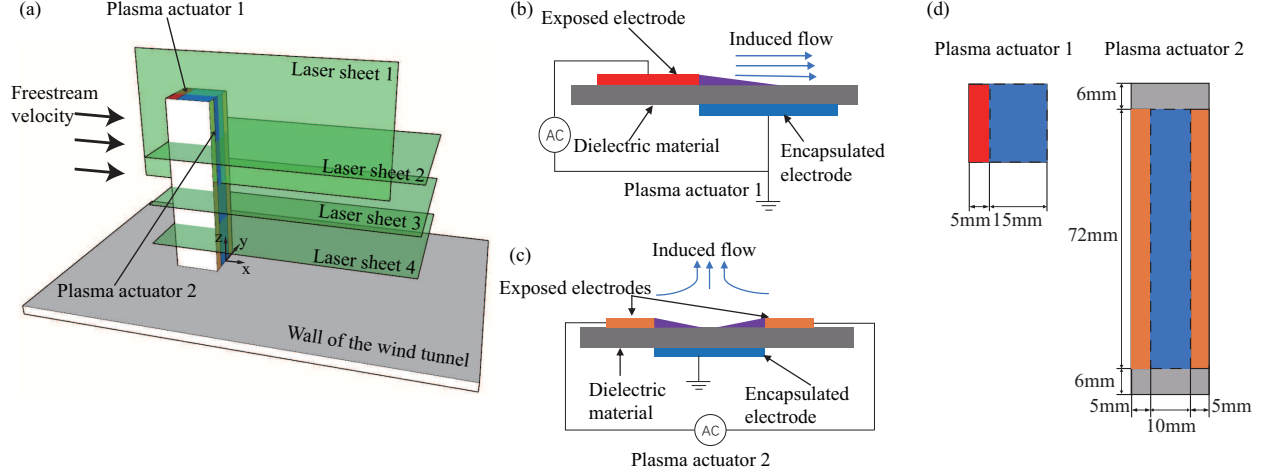 (a)
Plasma actuator 1
Laser sheet 1
Freestream
velocity
Laser sheet 2
Laser sheet 3
Laser sheet 4
z
y
x
Plasma actuator 2
Wall of the wind tunnel
(b)
Exposed electrode
Induced flow
AC
Dielectric material
Encapsulated
electrode
Plasma actuator 1
(c)
Induced flow
Exposed electrodes
Dielectric
material
Encapsulated
electrode
AC
Plasma actuator 2
(d)
Plasma actuator 1
Plasma actuator 2
5mm
15mm
6mm
72mm
6mm
5mm
10mm
5mm